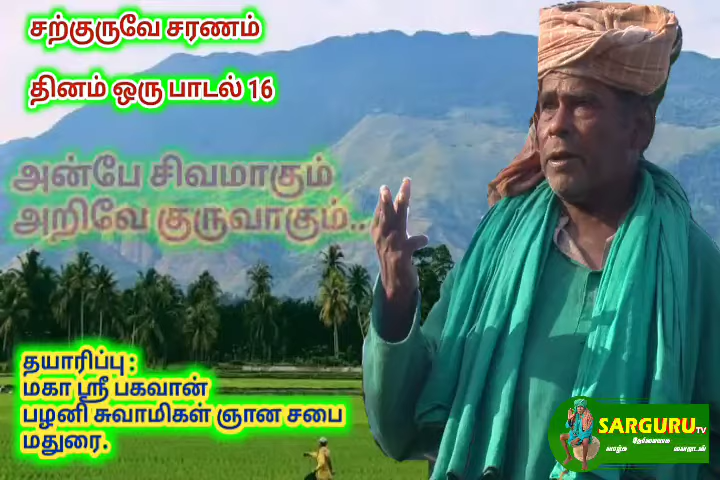 சற்குருவே சரணம்
தினம் ஒரு பாடல் 16
அன்பே சிவமாகும்
அறிவே குருவாகும்...
தயாரிப்பு :
மகா ஸ்ரீ பகவான்
பழனி சுவாமிகள் ஞான சபை
மதுரை.
SARGURU TV
வாழ்க